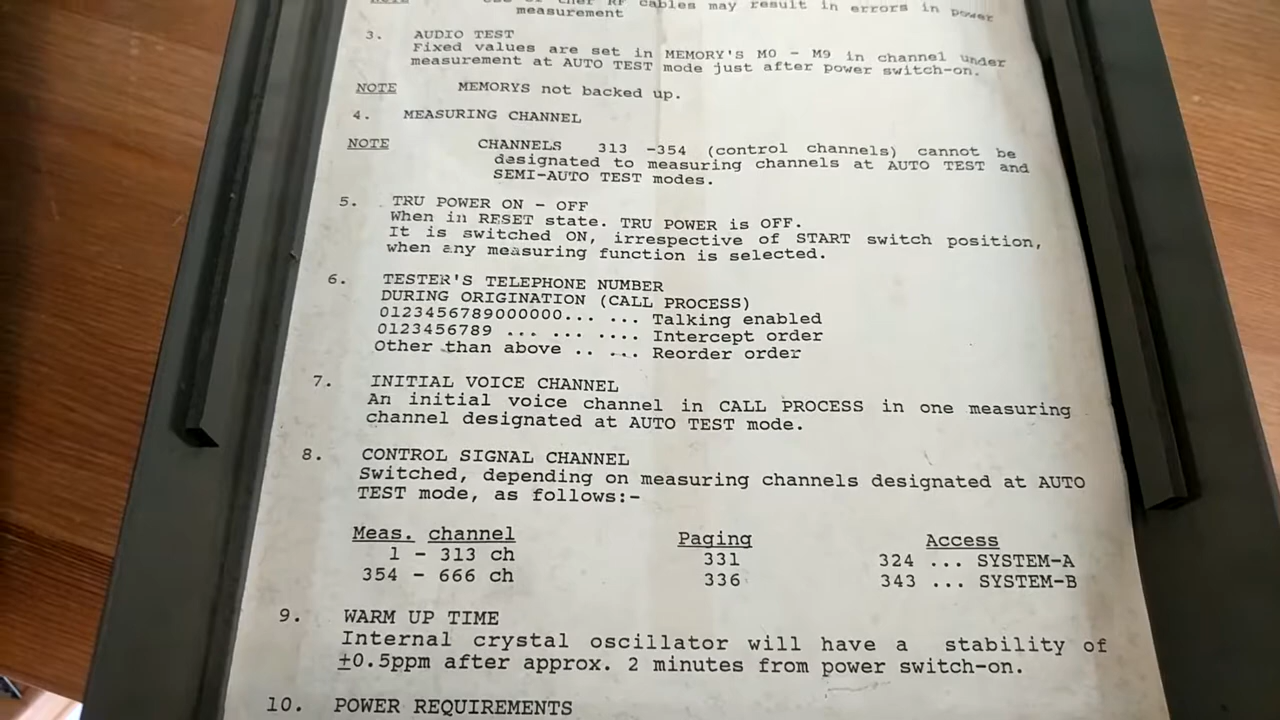 cables may result in errors in power
measurement
3. AUDIO TEST
Fixed values are set in MEMORY'S M0 - M9 in channel under
measurement at AUTO TEST mode just after power switch-on.
NOTE MEMORYS not backed up.
4. MEASURING CHANNEL
NOTE CHANNELS 313 -354 (control channels) cannot be
designated to measuring channels at AUTO TEST and
SEMI-AUTO TEST modes.
5. TRU POWER ON - OFF
When in RESET state. TRU POWER is OFF.
It is switched ON, irrespective of START switch position,
when any measuring function is selected.
6. TESTER'S TELEPHONE NUMBER
DURING ORIGINATION (CALL PROCESS)
0123456789000000... ... Talking enabled
0123456789 ... ... .... Intercept order
Other than above .. ... Reorder order
7. INITIAL VOICE CHANNEL
An initial voice channel in CALL PROCESS in one measuring
channel designated at AUTO TEST mode.
8. CONTROL SIGNAL CHANNEL
Switched, depending on measuring channels designated at AUTO
TEST mode, as follows:-
Meas. channel Paging Access
1 - 313 ch 331 324 ... SYSTEM-A
354 - 666 ch 336 343 ... SYSTEM-B
9. WARM UP TIME
Internal crystal oscillator will have a stability of
±0.5ppm after approx. 2 minutes from power switch-on.
10. POWER REQUIREMENTS